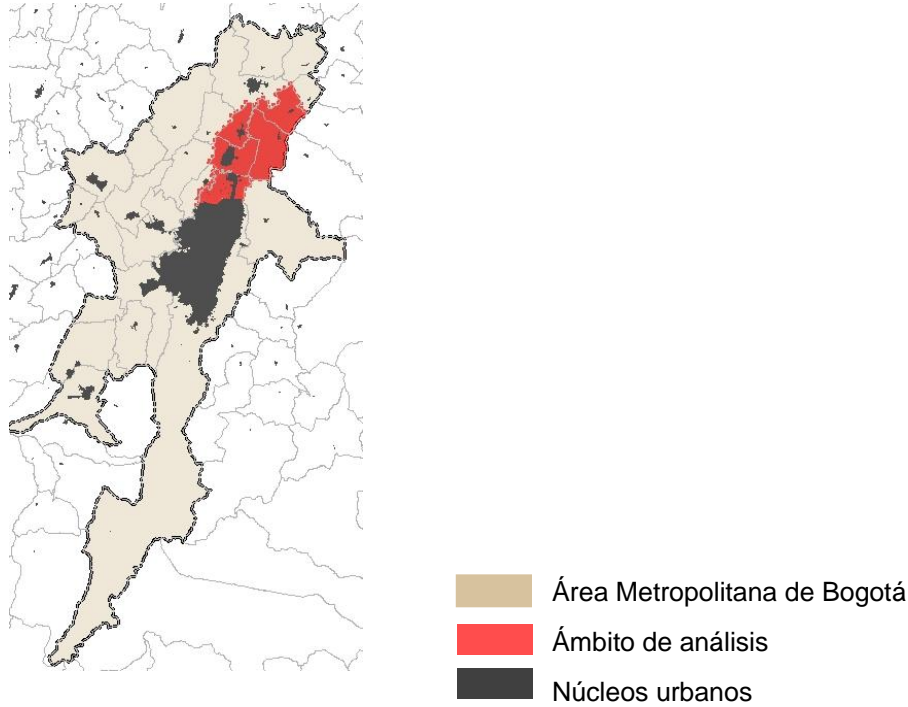 Área Metropolitana de Bogotá
Ámbito de análisis
Núcleos urbanos